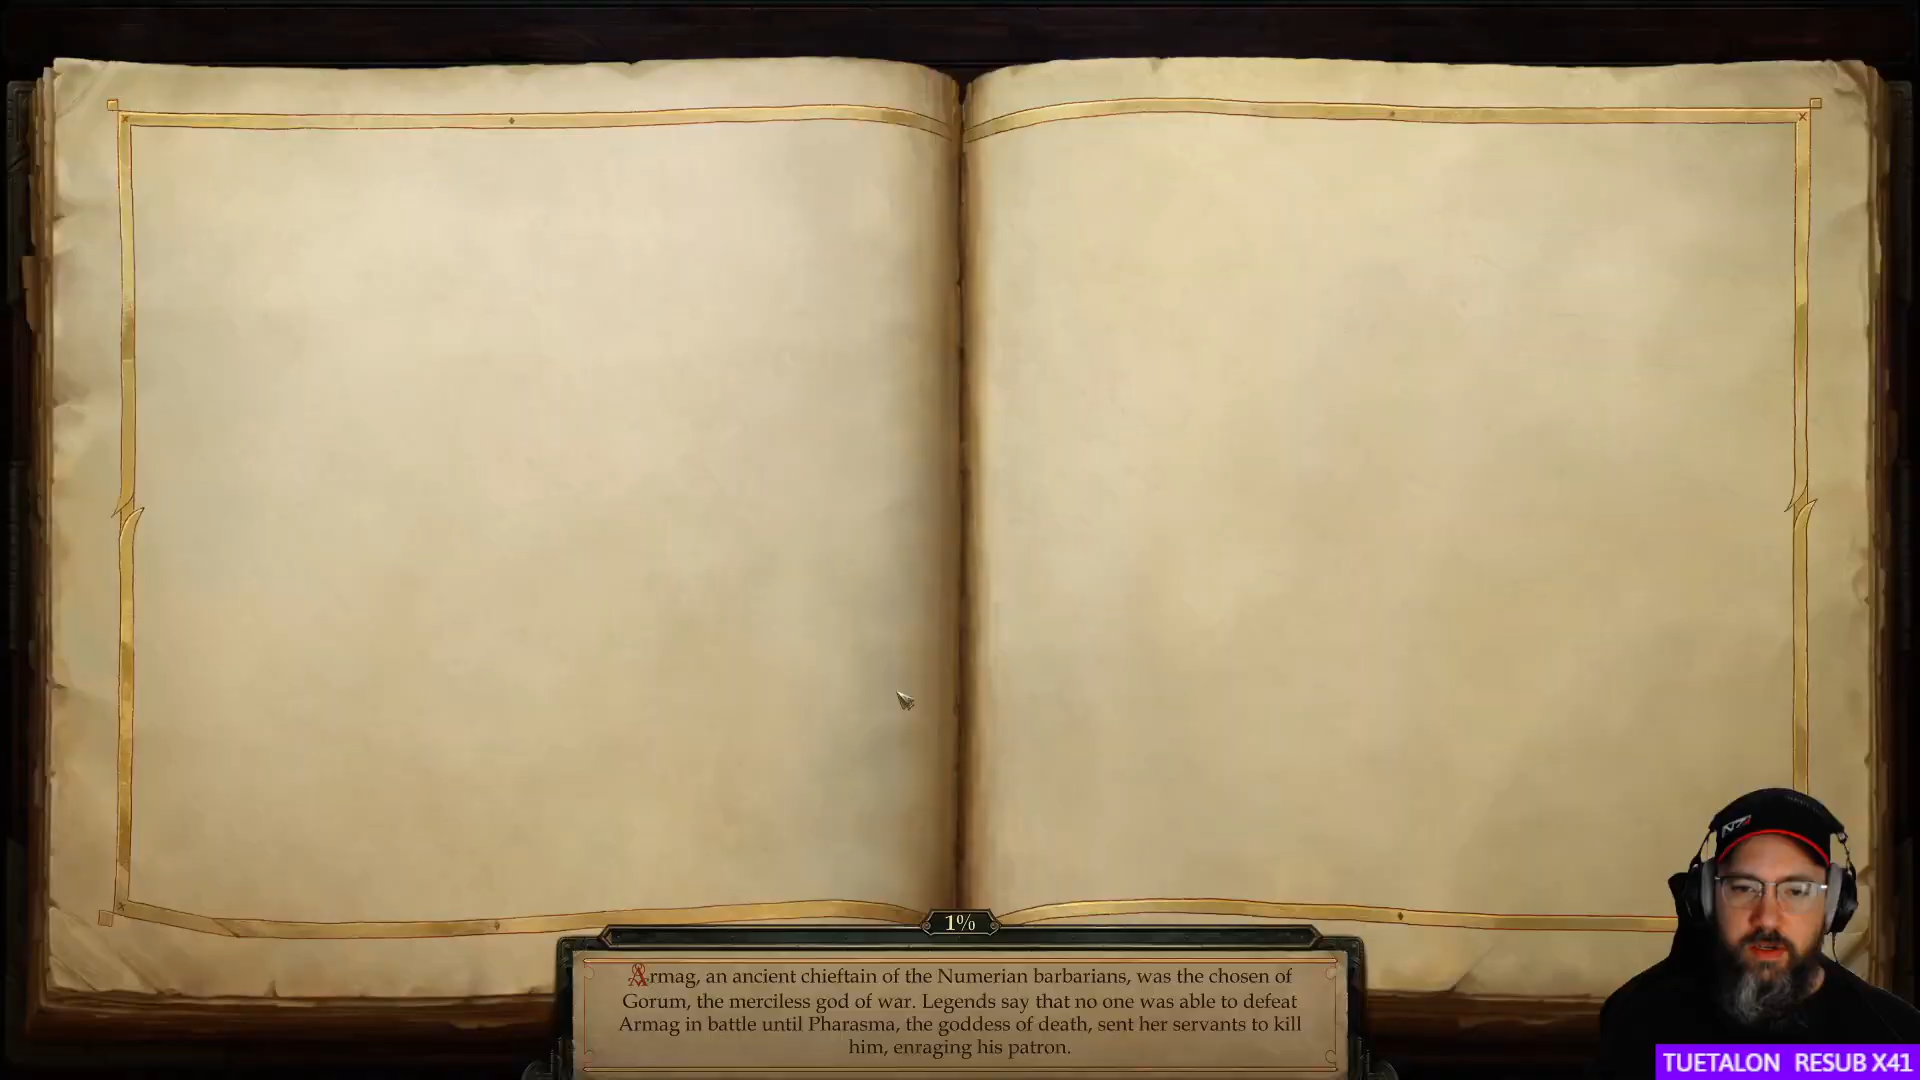 1%
Armag, an ancient chieftain of the Numerian barbarians, was the chosen of
Gorum, the merciless god of war. Legends say that no one was able to defeat
Armag in battle until Pharasma, the goddess of death, sent her servants to kill
him, enraging his patron.
N7
TUETALON RESUB X41